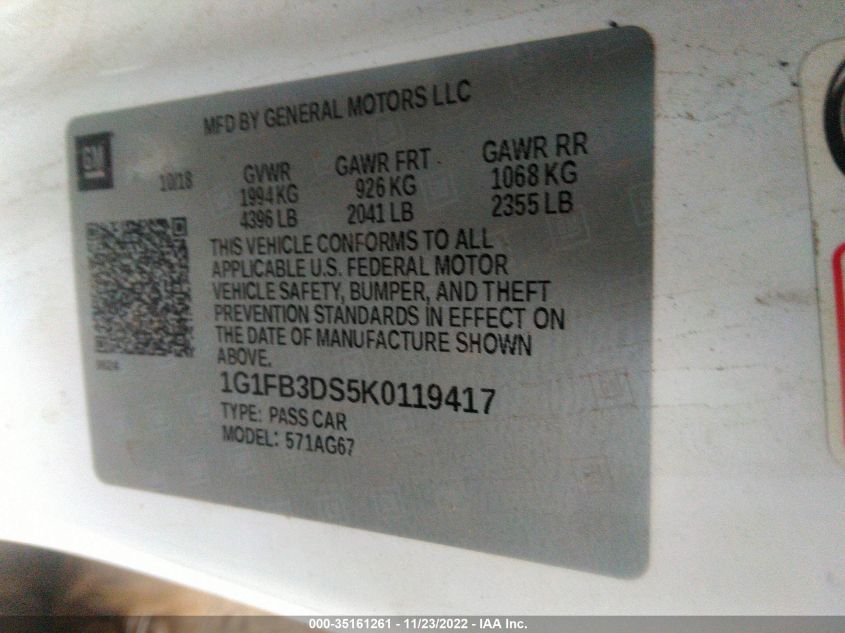 MFD BY GENERAL MOTORS LLC
GM
10/18
GVWR
1994 KG
4396 LB
GAWR FRT
926 KG
2041 LB
GAWR RR
1068 KG
2355 LB
THIS VEHICLE CONFORMS TO ALL
APPLICABLE U.S. FEDERAL MOTOR
VEHICLE SAFETY, BUMPER, AND THEFT
PREVENTION STANDARDS IN EFFECT ON
THE DATE OF MANUFACTURE SHOWN
ABOVE.
1G1FB3DS5K0119417
TYPE: PASS CAR
MODEL: 571AG67
000-35161261 - 11/23/2022 - IAA Inc.